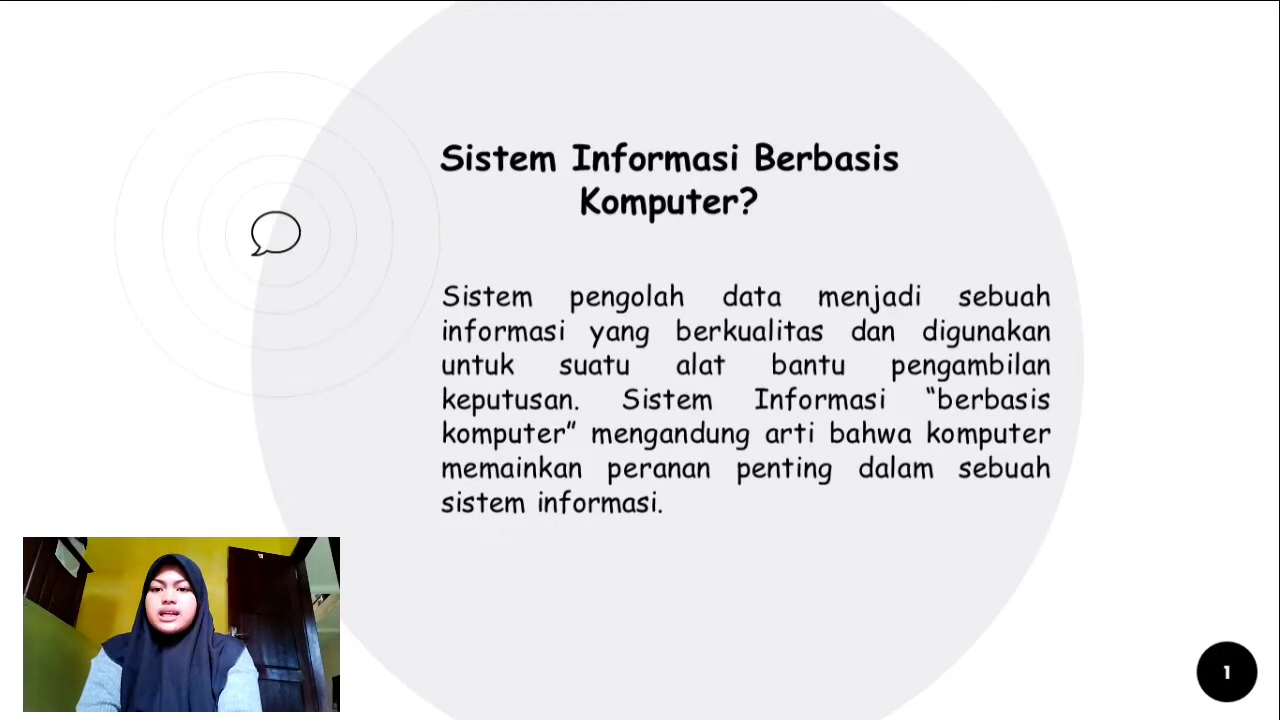 Sistem Informasi Berbasis
Komputer?
Sistem pengolah data menjadi sebuah
informasi yang berkualitas dan digunakan
untuk suatu alat bantu pengambilan
keputusan. Sistem Informasi “berbasis
komputer” mengandung arti bahwa komputer
memainkan peranan penting dalam sebuah
sistem informasi.
1